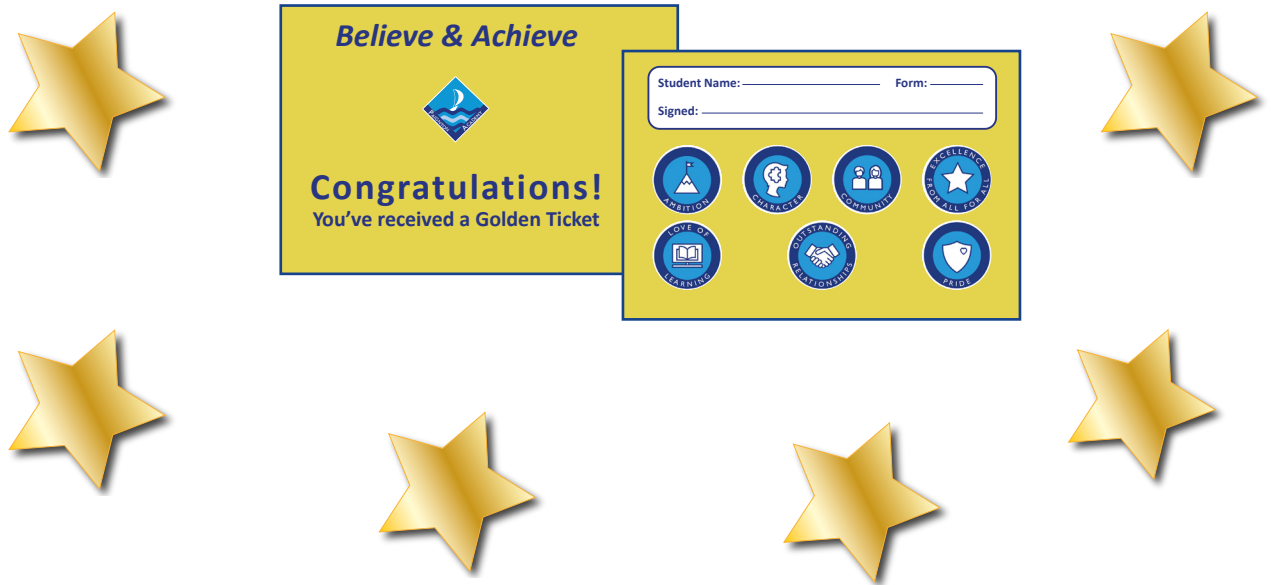 Believe & Achieve
Congratulations!
You've received a Golden Ticket
Student Name:
Form:
Signed:
AMBITION
CHARACTER
COMMUNITY
EXCELLENCE
FROM ALL FOR ALL
LOVE OF
LEARNING
OUTSTANDING
RELATIONSHIPS
PRIDE